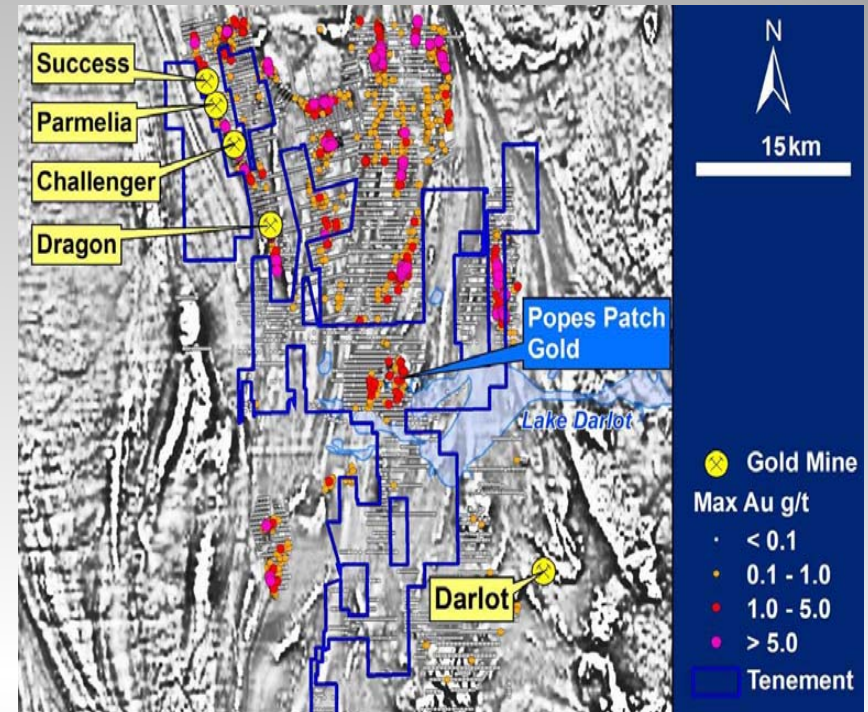 Success
Parmelia
Challenger
Dragon
Popes Patch
Gold
Lake Darlot
Darlot
N
15km
Gold Mine
Max Au g/t
< 0.1
0.1 - 1.0
1.0 - 5.0
> 5.0
Tenement